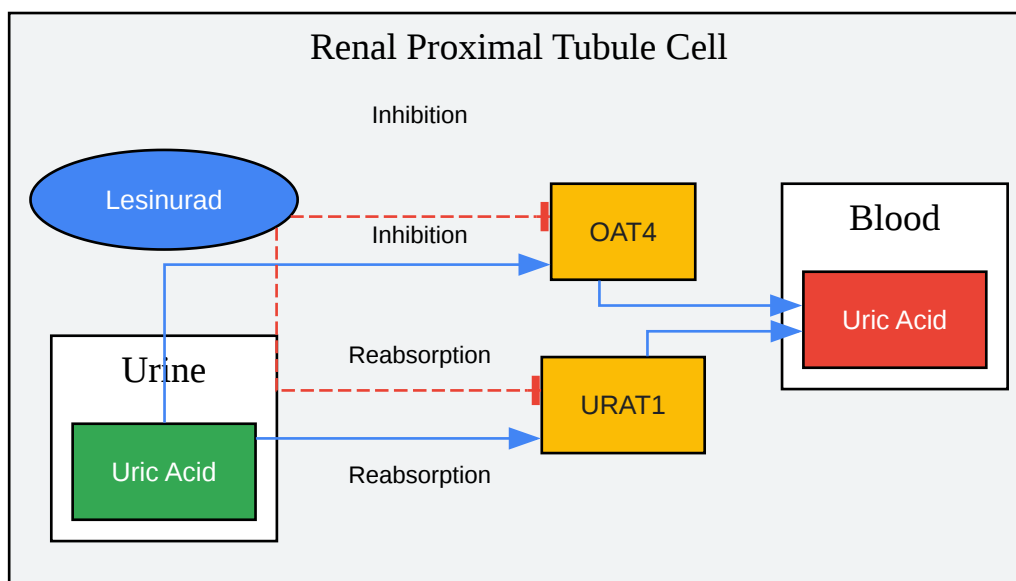 Renal Proximal Tubule Cell
Inhibition
Lesinurad
OAT4
Blood
Inhibition
Uric Acid
Urine
Reabsorption
URAT1
Uric Acid
Reabsorption